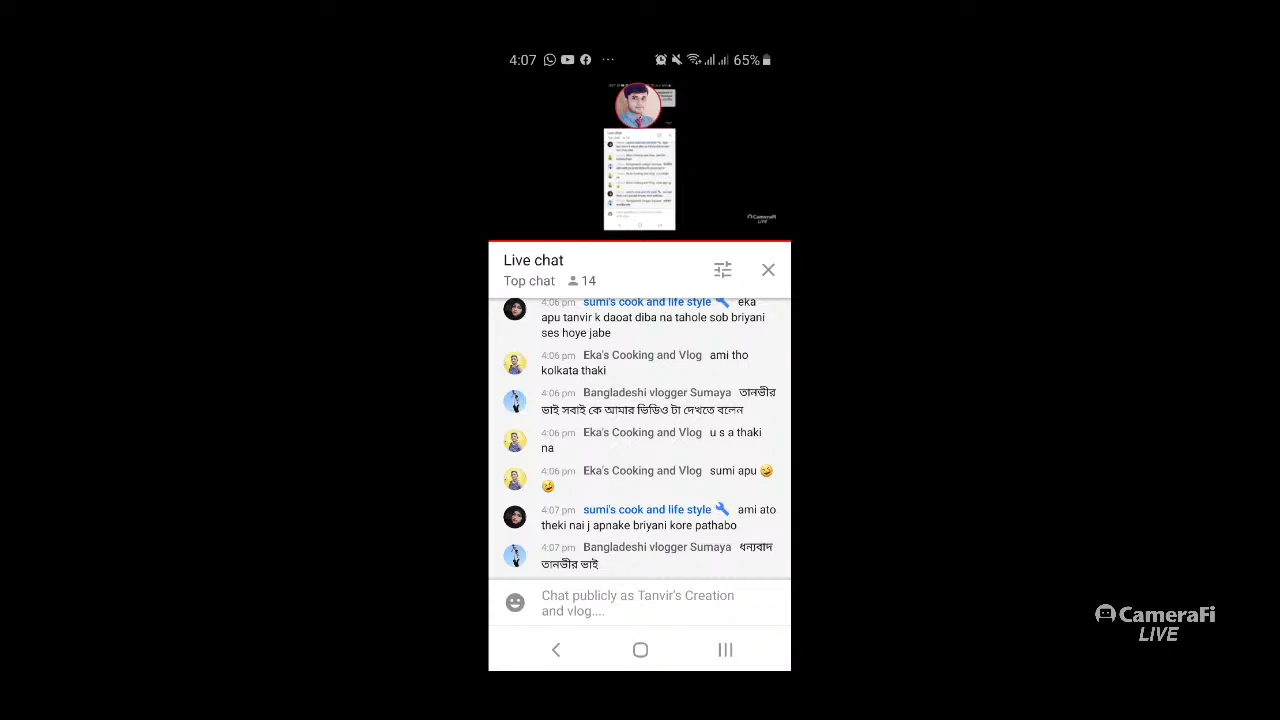 4:07 ... 65%
CameraFi
LIVE
Live chat
Top chat 14
4:06 pm sumi's cook and life style 🔧 eka
apu tanvir k daoat diba na tahole sob briyani
ses hoye jabe
4:06 pm Eka's Cooking and Vlog ami tho
kolkata thaki
4:06 pm Bangladeshi vlogger Sumaya তানভীর
ভাই সবাই কে আমার ভিডিও টা দেখতে বলেন
4:06 pm Eka's Cooking and Vlog u s a thaki
na
4:06 pm Eka's Cooking and Vlog sumi apu 🤣
🤣
4:07 pm sumi's cook and life style 🔧 ami ato
theki nai j apnake briyani kore pathabo
4:07 pm Bangladeshi vlogger Sumaya ধন্যবাদ
তানভীর ভাই
Chat publicly as Tanvir's Creation
and vlog....
CameraFi
LIVE